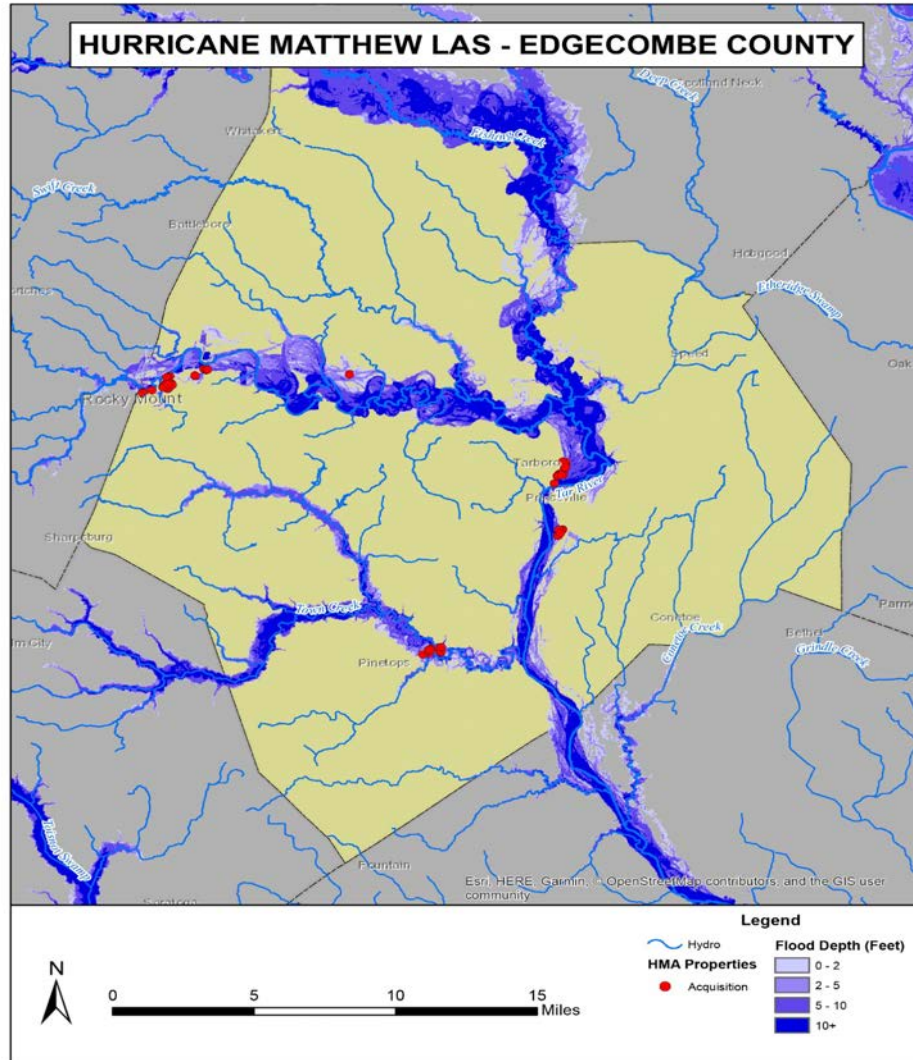 HURRICANE MATTHEW LAS - EDGECOMBE COUNTY
Deep Creek
Scotland Neck
Whitakers
Fishing Creek
Swift Creek
Battleboro
Hobgood
Etheridge Swamp
Speed
Oak
Rocky Mount
Tarboro
Tar River
Princeville
Sharpsburg
Town Creek
Conetoe
Conetoe Creek
Parm
Bethel
Grindle Creek
lm City
Pinetops
Toisnot Swamp
Fountain
Saratoga
Esri, HERE, Garmin, © OpenStreetMap contributors, and the GIS user
community
Legend
Hydro
HMA Properties
Acquisition
Flood Depth (Feet)
0 - 2
2 - 5
5 - 10
10+
N
0 5 10 15
Miles